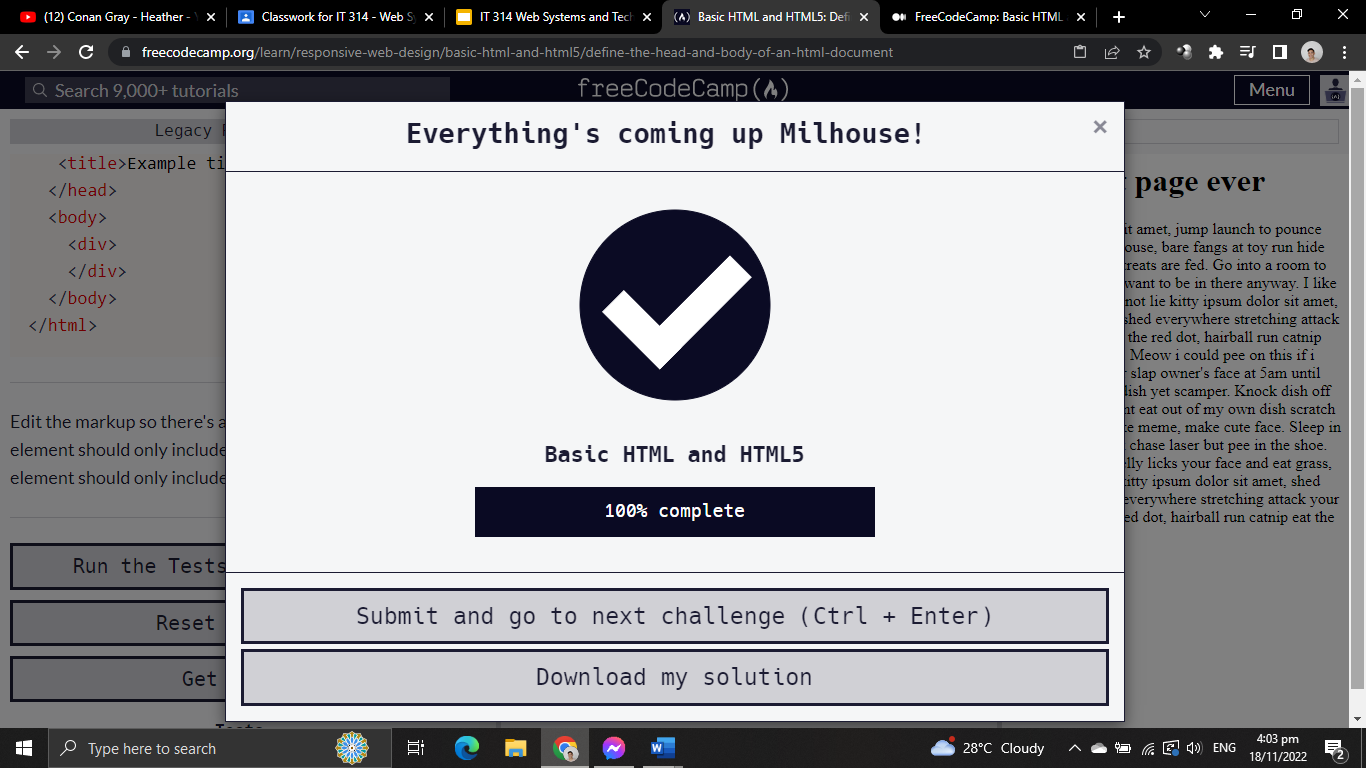 (12) Conan Gray - Heather - Y
Classwork for IT 314 - Web S
IT 314 Web Systems and Tech
Basic HTML and HTML5: Defi
FreeCodeCamp: Basic HTML
freecodecamp.org/learn/responsive-web-design/basic-html-and-html5/define-the-head-and-body-of-an-html-document
Search 9,000+ tutorials
freeCodeCamp(🔥)
Menu
Legacy
Everything's coming up Milhouse!
×
<title>Example ti
</head>
<body>
<div>
</div>
</body>
</html>
page ever
it amet, jump launch to pounce
ouse, bare fangs at toy run hide
reats are fed. Go into a room to
want to be in there anyway. I like
not lie kitty ipsum dolor sit amet,
shed everywhere stretching attack
the red dot, hairball run catnip
Meow i could pee on this if i
slap owner's face at 5am until
lish yet scamper. Knock dish off
nt eat out of my own dish scratch
te meme, make cute face. Sleep in
chase laser but pee in the shoe.
elly licks your face and eat grass,
itty ipsum dolor sit amet, shed
everywhere stretching attack your
ed dot, hairball run catnip eat the
Edit the markup so there's a
element should only include
element should only include
Basic HTML and HTML5
100% complete
Run the Tests
Reset
Get
Submit and go to next challenge (Ctrl + Enter)
Download my solution
Type here to search
28°C Cloudy
ENG
4:03 pm
18/11/2022
2